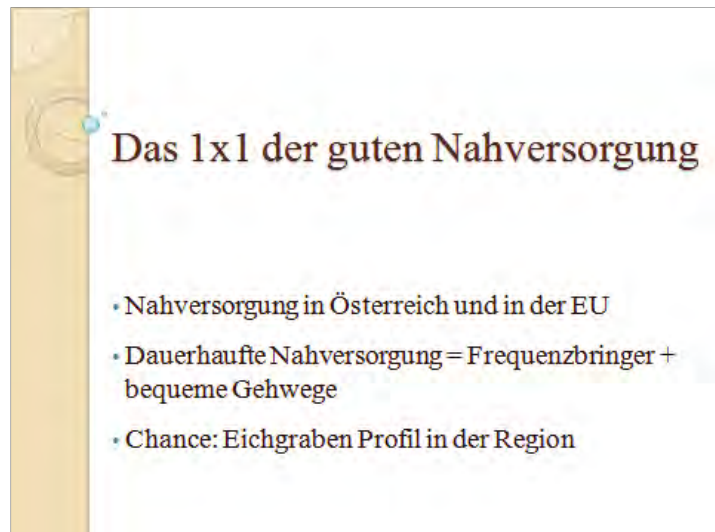 Das 1x1 der guten Nahversorgung
• Nahversorgung in Österreich und in der EU
• Dauerhaufte Nahversorgung = Frequenzbringer +
bequeme Gehwege
• Chance: Eichgraben Profil in der Region